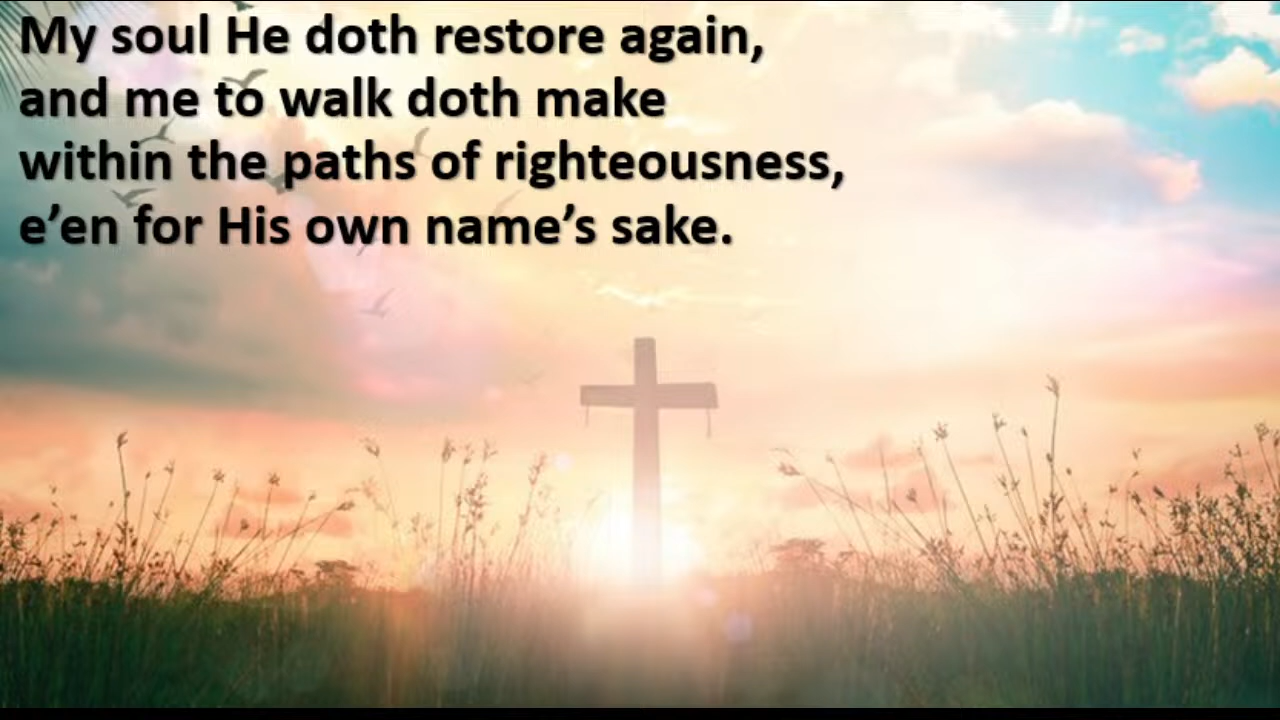 My soul He doth restore again,
and me to walk doth make
within the paths of righteousness,
e’en for His own name’s sake.